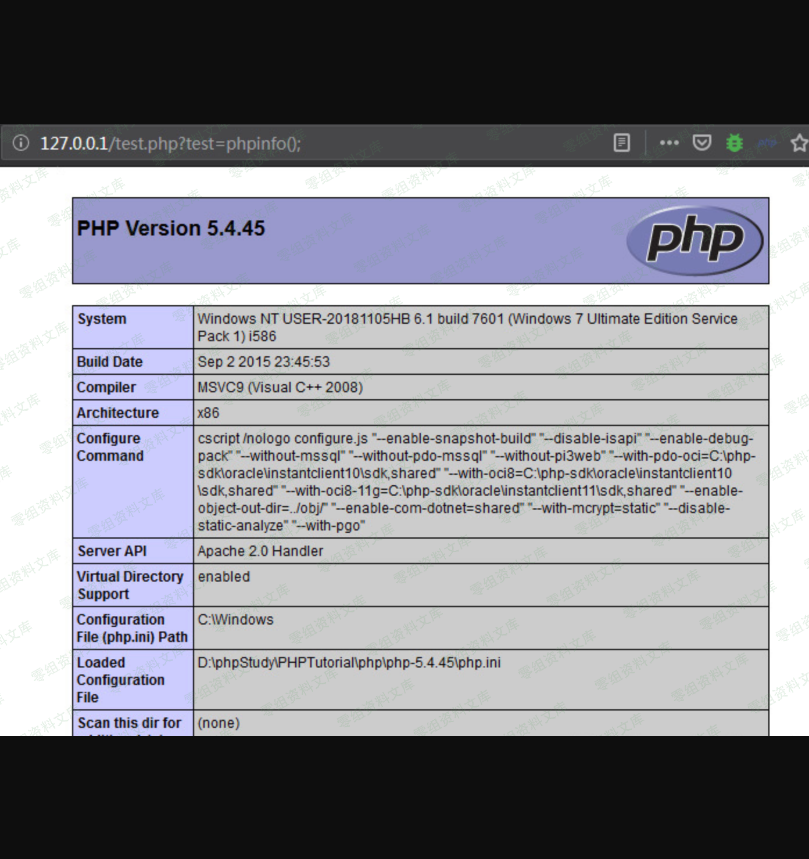 127.0.0.1/test.php?test=phpinfo();
PHP Version 5.4.45
php
System
Windows NT USER-20181105HB 6.1 build 7601 (Windows 7 Ultimate Edition Service
Pack 1) i586
Build Date
Sep 2 2015 23:45:53
Compiler
MSVC9 (Visual C++ 2008)
Architecture
x86
Configure
Command
cscript /nologo configure.js "--enable-snapshot-build" "--disable-isapi" "--enable-debug-
pack" "--without-mssql" "--without-pdo-mssql" "--without-pi3web" "--with-pdo-oci=C:\php-
sdk\oracle\instantclient10\sdk,shared" "--with-oci8=C:\php-sdk\oracle\instantclient10
\sdk,shared" "--with-oci8-11g=C:\php-sdk\oracle\instantclient11\sdk,shared" "--enable-
object-out-dir=../obj/" "--enable-com-dotnet=shared" "--with-mcrypt=static" "--disable-
static-analyze" "--with-pgo"
Server API
Apache 2.0 Handler
Virtual Directory
Support
enabled
Configuration
File (php.ini) Path
C:\Windows
Loaded
Configuration
File
D:\phpStudy\PHPTutorial\php\php-5.4.45\php.ini
Scan this dir for
(none)
零组资料文库